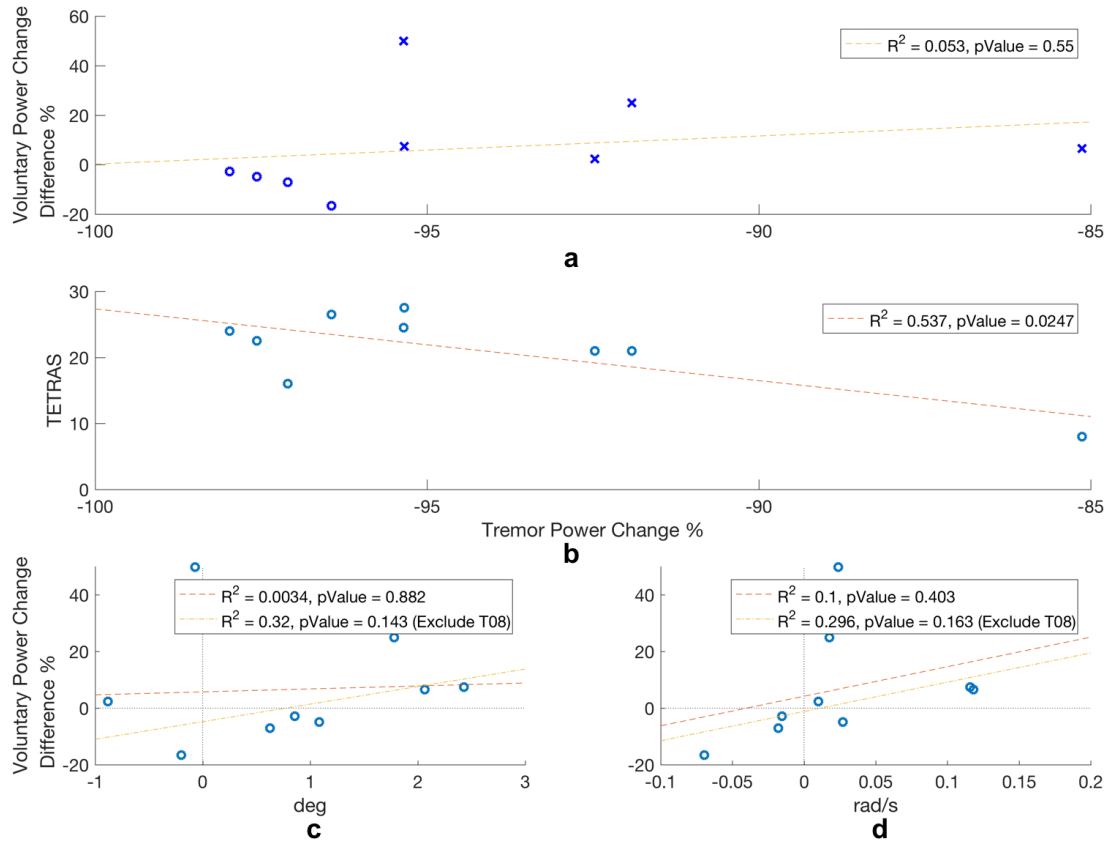 Voluntary Power Change
Difference %
60
40
20
0
-20
R2 = 0.053, pValue = 0.55
-100
-95
-90
-85
a
TETRAS
30
20
10
0
R2 = 0.537, pValue = 0.0247
-100
-95
-90
-85
Tremor Power Change %
b
Voluntary Power Change
Difference %
40
20
0
-20
R2 = 0.0034, pValue = 0.882
R2 = 0.32, pValue = 0.143 (Exclude T08)
-1
0
1
2
3
deg
c
40
20
0
-20
R2 = 0.1, pValue = 0.403
R2 = 0.296, pValue = 0.163 (Exclude T08)
-0.1
-0.05
0
0.05
0.1
0.15
0.2
rad/s
d